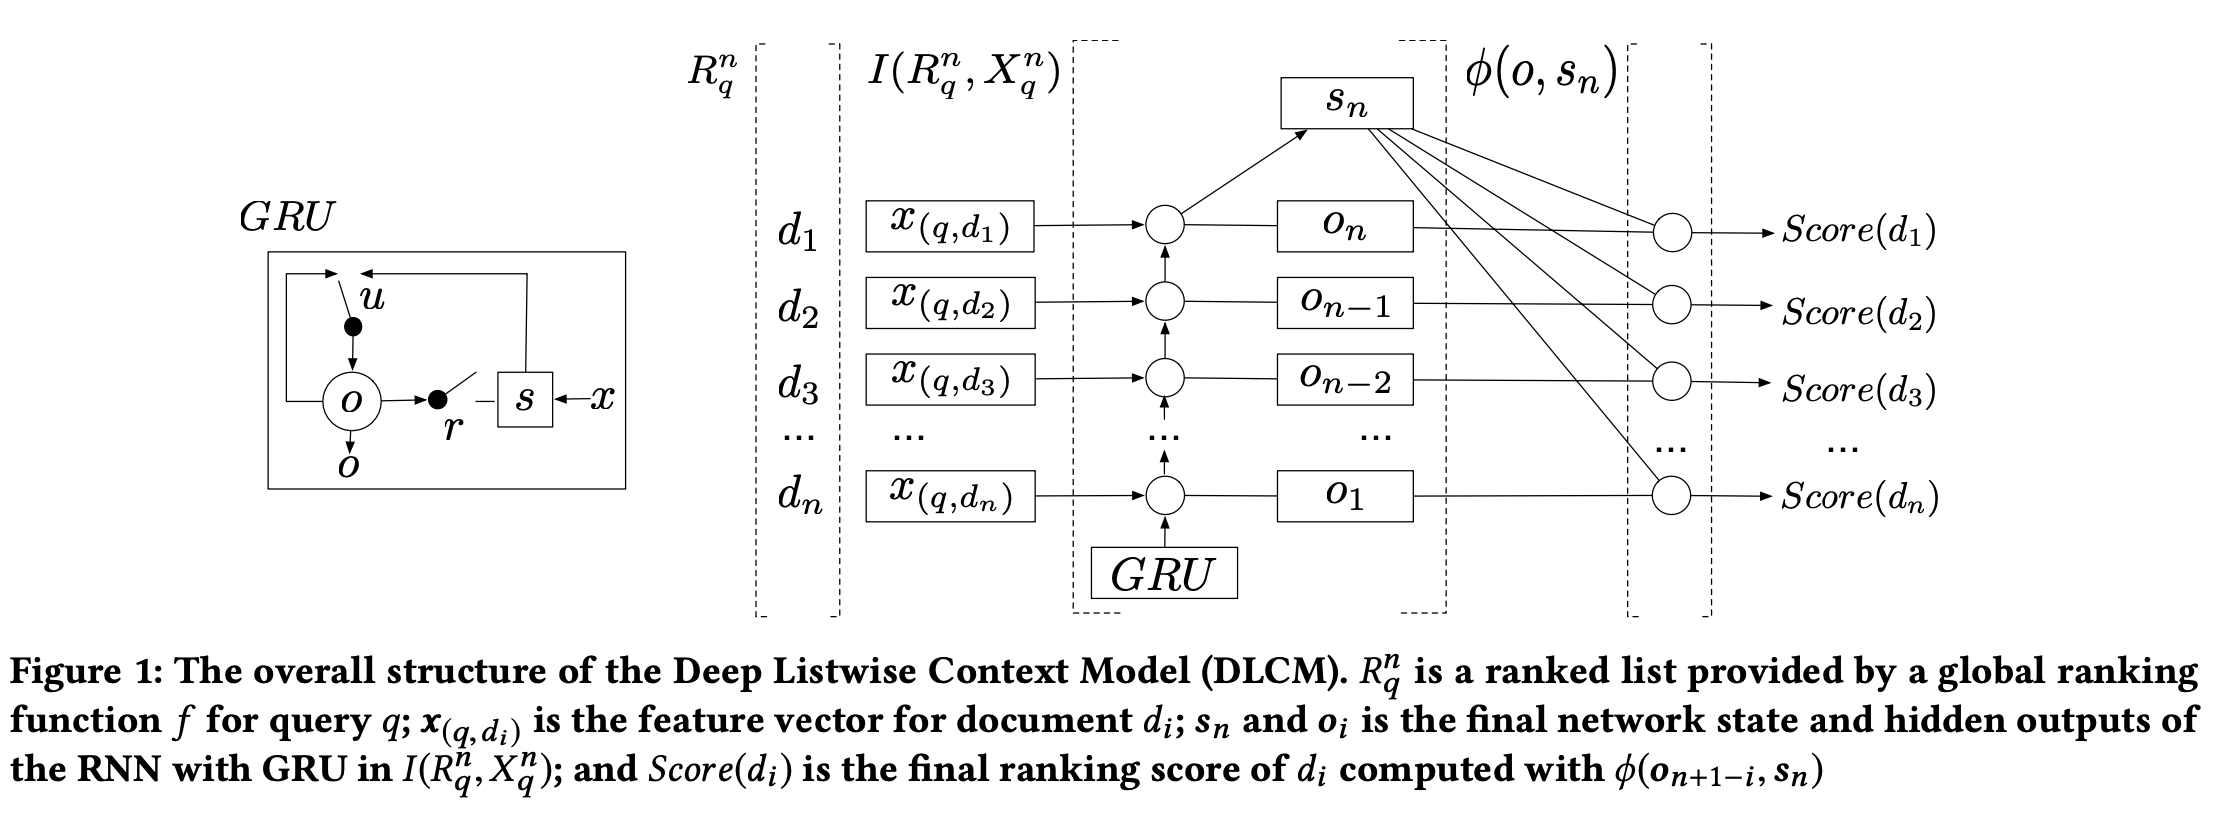 R_q^n
I(R_q^n, X_q^n)
ϕ(o, s_n)
s_n
GRU
u
o
r
s
x
o
d_1 x_(q,d_1) o_n Score(d_1)
d_2 x_(q,d_2) o_{n−1} Score(d_2)
d_3 x_(q,d_3) o_{n−2} Score(d_3)
... ... ... ... ... ...
d_n x_(q,d_n) o_1 Score(d_n)
GRU
Figure 1: The overall structure of the Deep Listwise Context Model (DLCM). R_q^n is a ranked list provided by a global ranking
function f for query q; x_(q,d_i) is the feature vector for document d_i; s_n and o_i is the final network state and hidden outputs of
the RNN with GRU in I(R_q^n, X_q^n); and Score(d_i) is the final ranking score of d_i computed with ϕ(o_{n+1−i}, s_n)